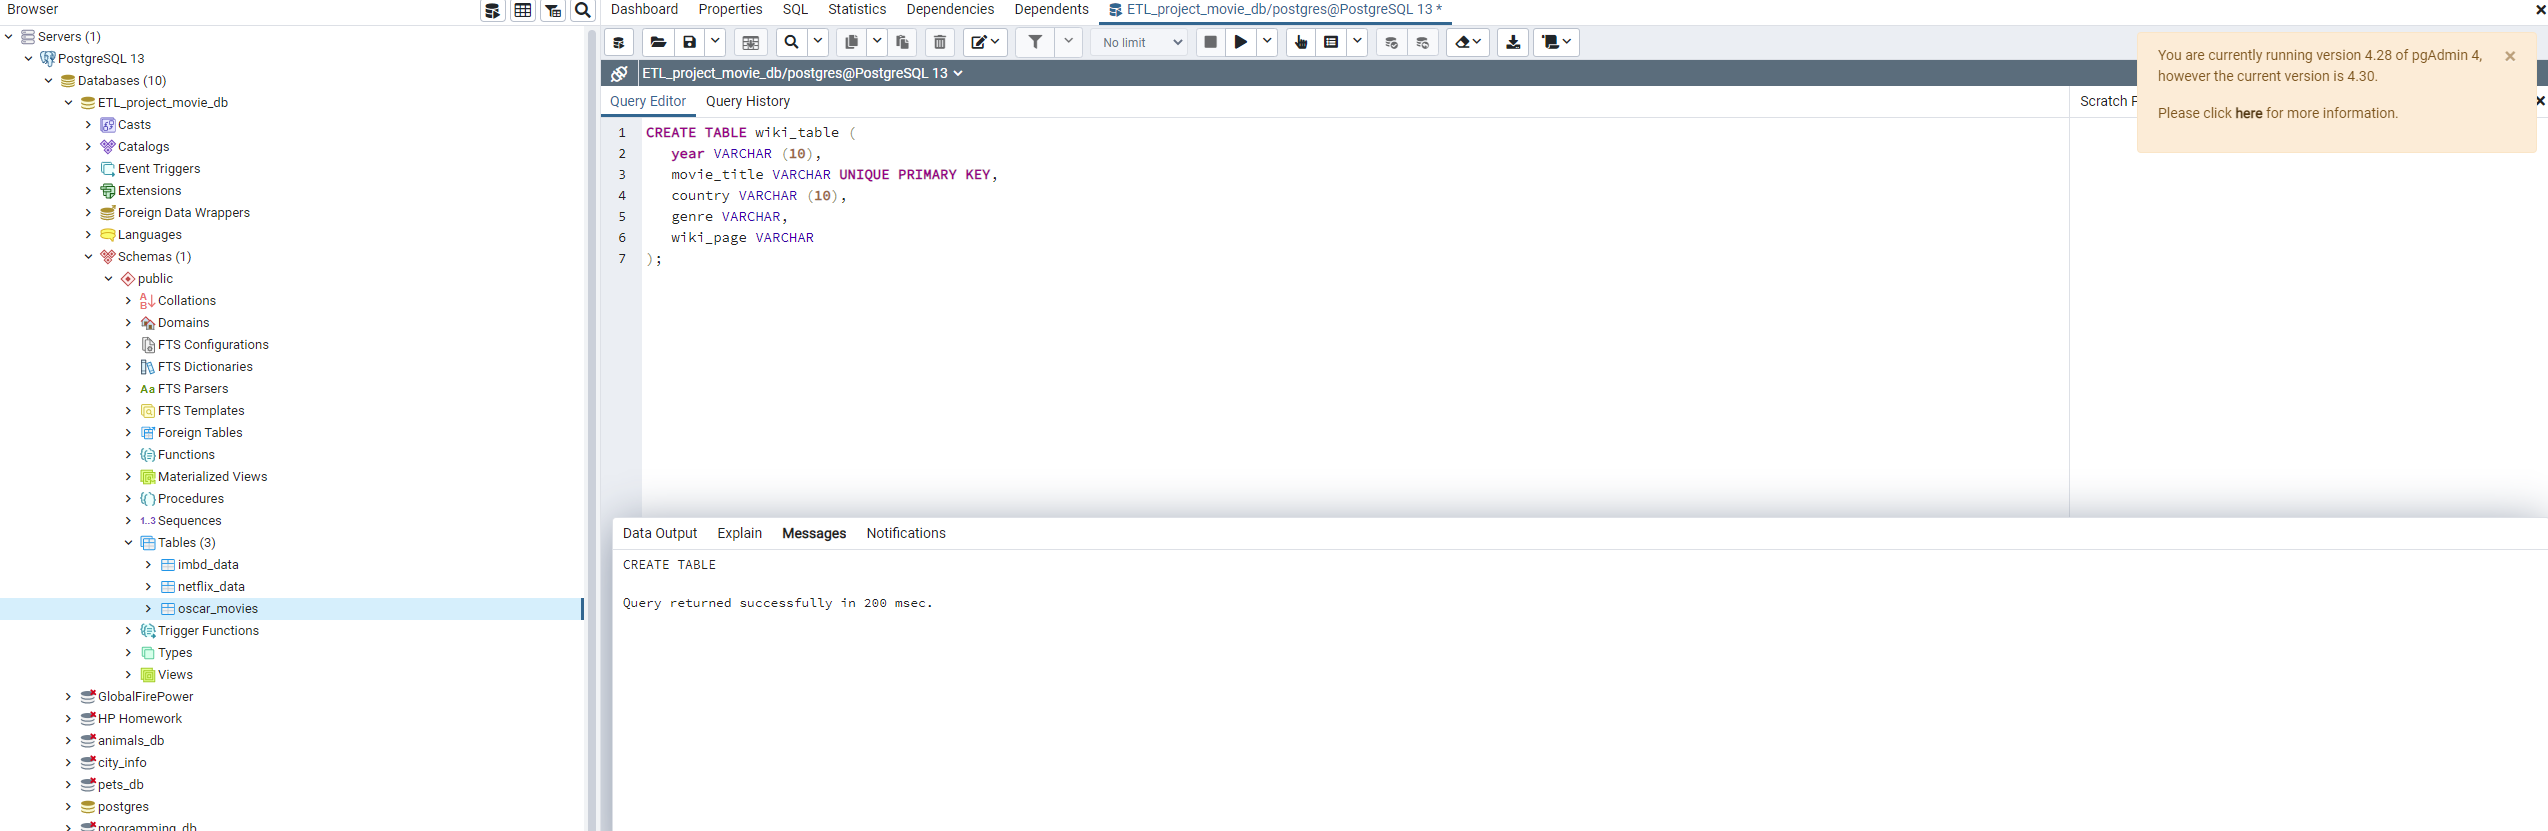 Browser
Servers (1)
PostgreSQL 13
Databases (10)
ETL_project_movie_db
Casts
Catalogs
Event Triggers
Extensions
Foreign Data Wrappers
Languages
Schemas (1)
public
Collations
Domains
FTS Configurations
FTS Dictionaries
Aa FTS Parsers
FTS Templates
Foreign Tables
Functions
Materialized Views
Procedures
1..3 Sequences
Tables (3)
imbd_data
netflix_data
oscar_movies
Trigger Functions
Types
Views
GlobalFirePower
HP Homework
animals_db
city_info
pets_db
postgres
programming_db
Dashboard Properties SQL Statistics Dependencies Dependents ETL_project_movie_db/postgres@PostgreSQL 13 *
No limit
ETL_project_movie_db/postgres@PostgreSQL 13
Query Editor Query History
Scratch P
1 CREATE TABLE wiki_table (
2 year VARCHAR (10),
3 movie_title VARCHAR UNIQUE PRIMARY KEY,
4 country VARCHAR (10),
5 genre VARCHAR,
6 wiki_page VARCHAR
7 );
You are currently running version 4.28 of pgAdmin 4,
however the current version is 4.30.
Please click here for more information.
Data Output Explain Messages Notifications
CREATE TABLE
Query returned successfully in 200 msec.